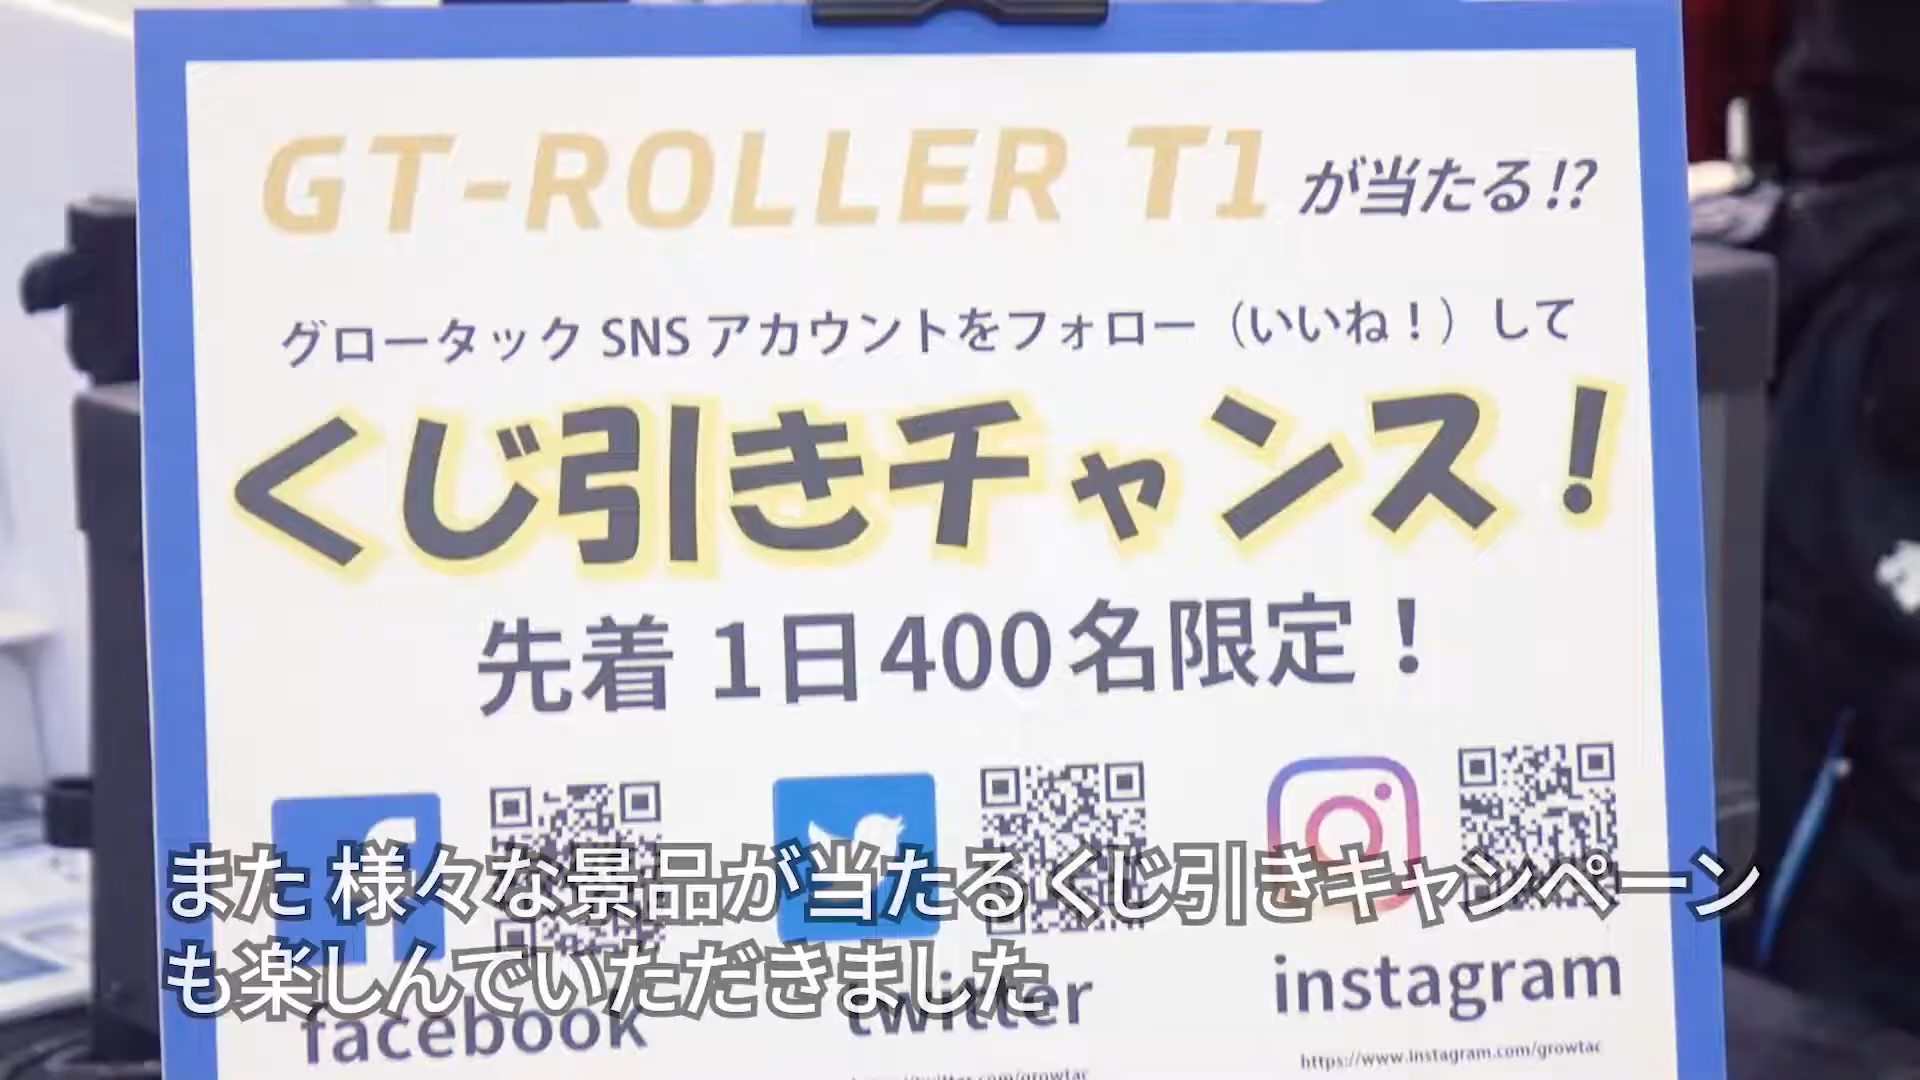 GT-ROLLER T1 が当たる!?
グロータック SNS アカウントをフォロー（いいね！）して
くじ引きチャンス！
先着 1日400名限定！
また 様々な景品が当たる くじ引きキャンペーン
も楽しんでいただきました
facebook
twitter
instagram
https://www.instagram.com/growtac